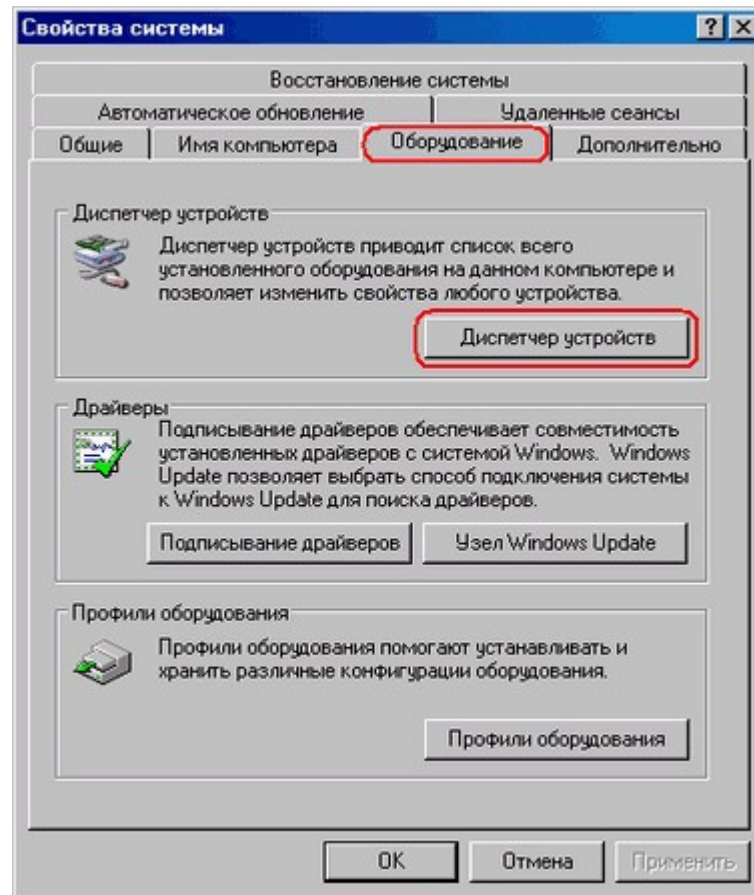 Свойства системы
Восстановление системы
Автоматическое обновление Удаленные сеансы
Общие Имя компьютера Оборудование Дополнительно
Диспетчер устройств
Диспетчер устройств приводит список всего
установленного оборудования на данном компьютере и
позволяет изменить свойства любого устройства.
Диспетчер устройств
Драйверы
Подписывание драйверов обеспечивает совместимость
установленных драйверов с системой Windows. Windows
Update позволяет выбрать способ подключения системы
к Windows Update для поиска драйверов.
Подписывание драйверов Узел Windows Update
Профили оборудования
Профили оборудования помогают устанавливать и
хранить различные конфигурации оборудования.
Профили оборудования
OK Отмена Применить